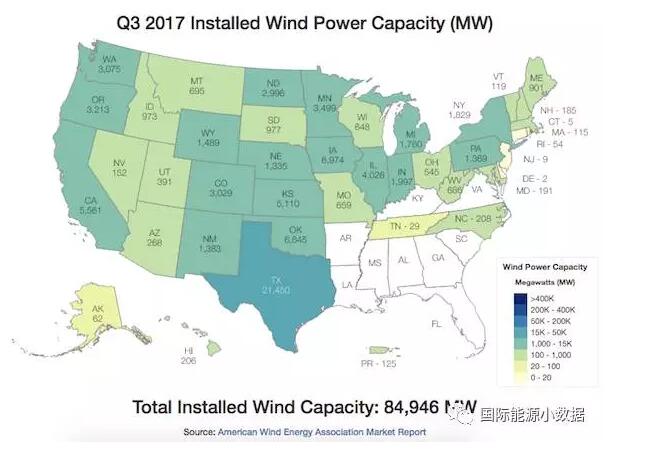 Q3 2017 Installed Wind Power Capacity (MW)
WA
3,075
OR
3,213
CA
5,561
NV
152
ID
973
MT
695
WY
1,489
UT
391
AZ
268
CO
3,029
NM
1,383
ND
2,996
SD
977
NE
1,335
KS
5,110
OK
6,645
TX
21,450
MN
3,499
IA
6,974
MO
659
AR
LA
WI
648
IL
4,026
MI
1,760
IN
1,997
OH
545
KY
TN - 29
MS
AL
GA
FL
SC
NC - 208
VA
WV
686
PA
1,369
NY
1,829
VT
119
ME
901
NH - 185
CT - 5
MA - 115
RI - 54
NJ - 9
DE - 2
MD - 191
AK
62
HI
206
PR - 125
Wind Power Capacity
Megawatts (MW)
>400K
200K - 400K
50K - 200K
15K - 50K
1,000 - 15K
100 - 1,000
20 - 100
0 - 20
Total Installed Wind Capacity: 84,946 MW
国际能源小数据
Source: American Wind Energy Association Market Report